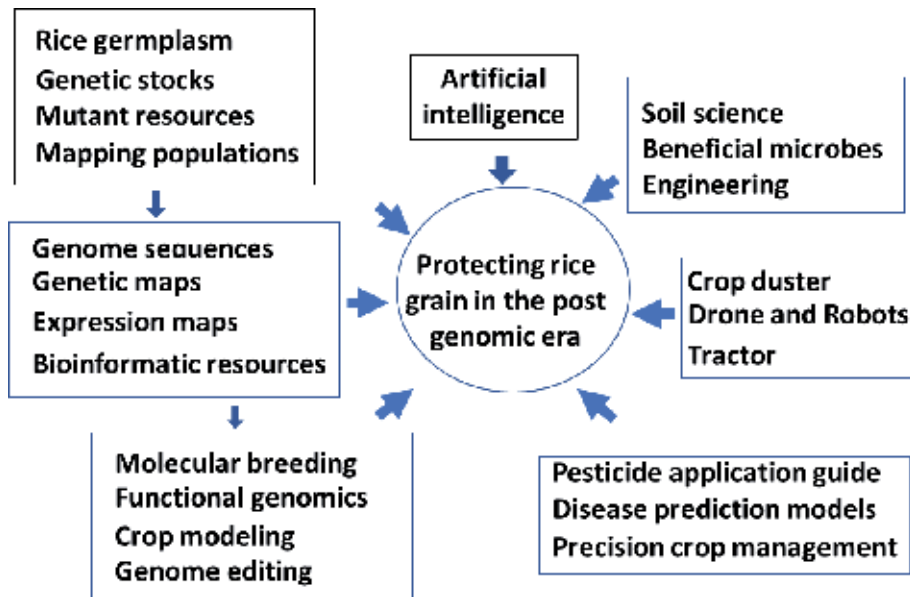 Rice germplasm
Genetic stocks
Mutant resources
Mapping populations
Artificial
intelligence
Soil science
Beneficial microbes
Engineering
Genome sequences
Genetic maps
Expression maps
Bioinformatic resources
Protecting rice
grain in the post
genomic era
Crop duster
Drone and Robots
Tractor
Molecular breeding
Functional genomics
Crop modeling
Genome editing
Pesticide application guide
Disease prediction models
Precision crop management